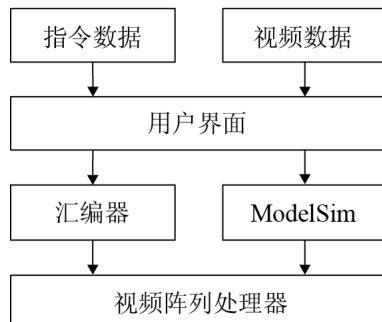 指令数据
视频数据
用户界面
汇编器
ModelSim
视频阵列处理器